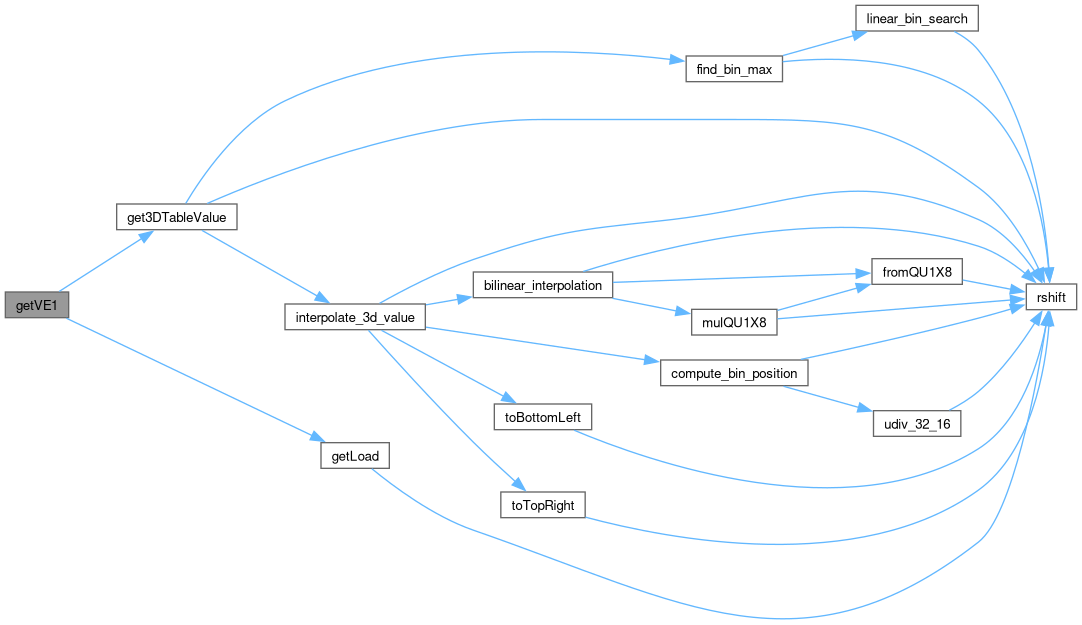 linear_bin_search
find_bin_max
get3DTableValue
fromQU1X8
bilinear_interpolation
rshift
getVE1
interpolate_3d_value
mulQU1X8
compute_bin_position
toBottomLeft
udiv_32_16
getLoad
toTopRight